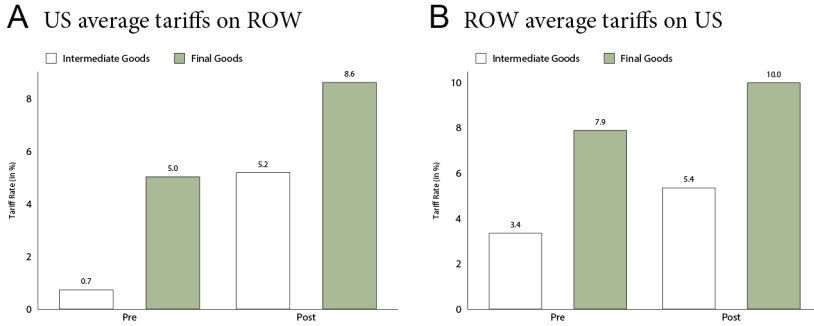 A US average tariffs on ROW
Intermediate Goods Final Goods
Tariff Rate (in %)
8
6
4
2
0
0.7
5.0
5.2
8.6
Pre Post
B ROW average tariffs on US
Intermediate Goods Final Goods
Tariff Rate (in %)
10
8
6
4
2
0
3.4
7.9
5.4
10.0
Pre Post